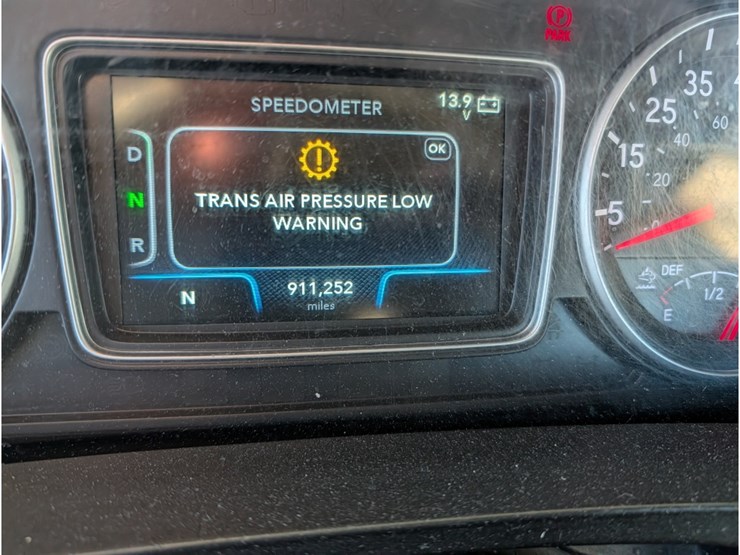 SPEEDOMETER
13.9 V
OK
D
N
R
TRANS AIR PRESSURE LOW
WARNING
911,252
miles
N
P
PARK
5
15
25
35
0
20
40
60
DEF
E
1/2